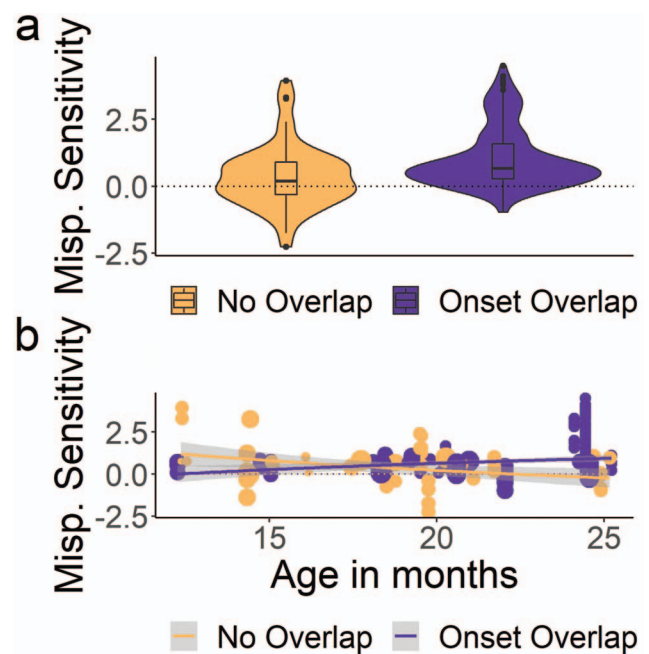 a
Misp. Sensitivity
2.5
0.0
-2.5
No Overlap
Onset Overlap
b
Misp. Sensitivity
2.5
0.0
-2.5
15
20
25
Age in months
No Overlap
Onset Overlap